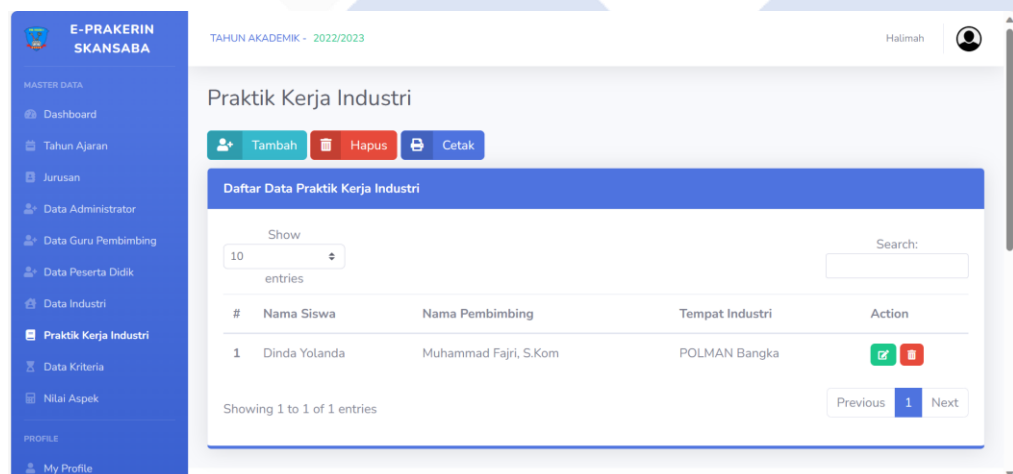 E-PRAKERIN
SKANSABA
MASTER DATA
Dashboard
Tahun Ajaran
Jurusan
Data Administrator
Data Guru Pembimbing
Data Peserta Didik
Data Industri
Praktik Kerja Industri
Data Kriteria
Nilai Aspek
PROFILE
My Profile
TAHUN AKADEMIK - 2022/2023
Halimah
Praktik Kerja Industri
Tambah Hapus Cetak
Daftar Data Praktik Kerja Industri
Show
10
entries
Search:
# Nama Siswa Nama Pembimbing Tempat Industri Action
1 Dinda Yolanda Muhammad Fajri, S.Kom POLMAN Bangka
Showing 1 to 1 of 1 entries
Previous 1 Next